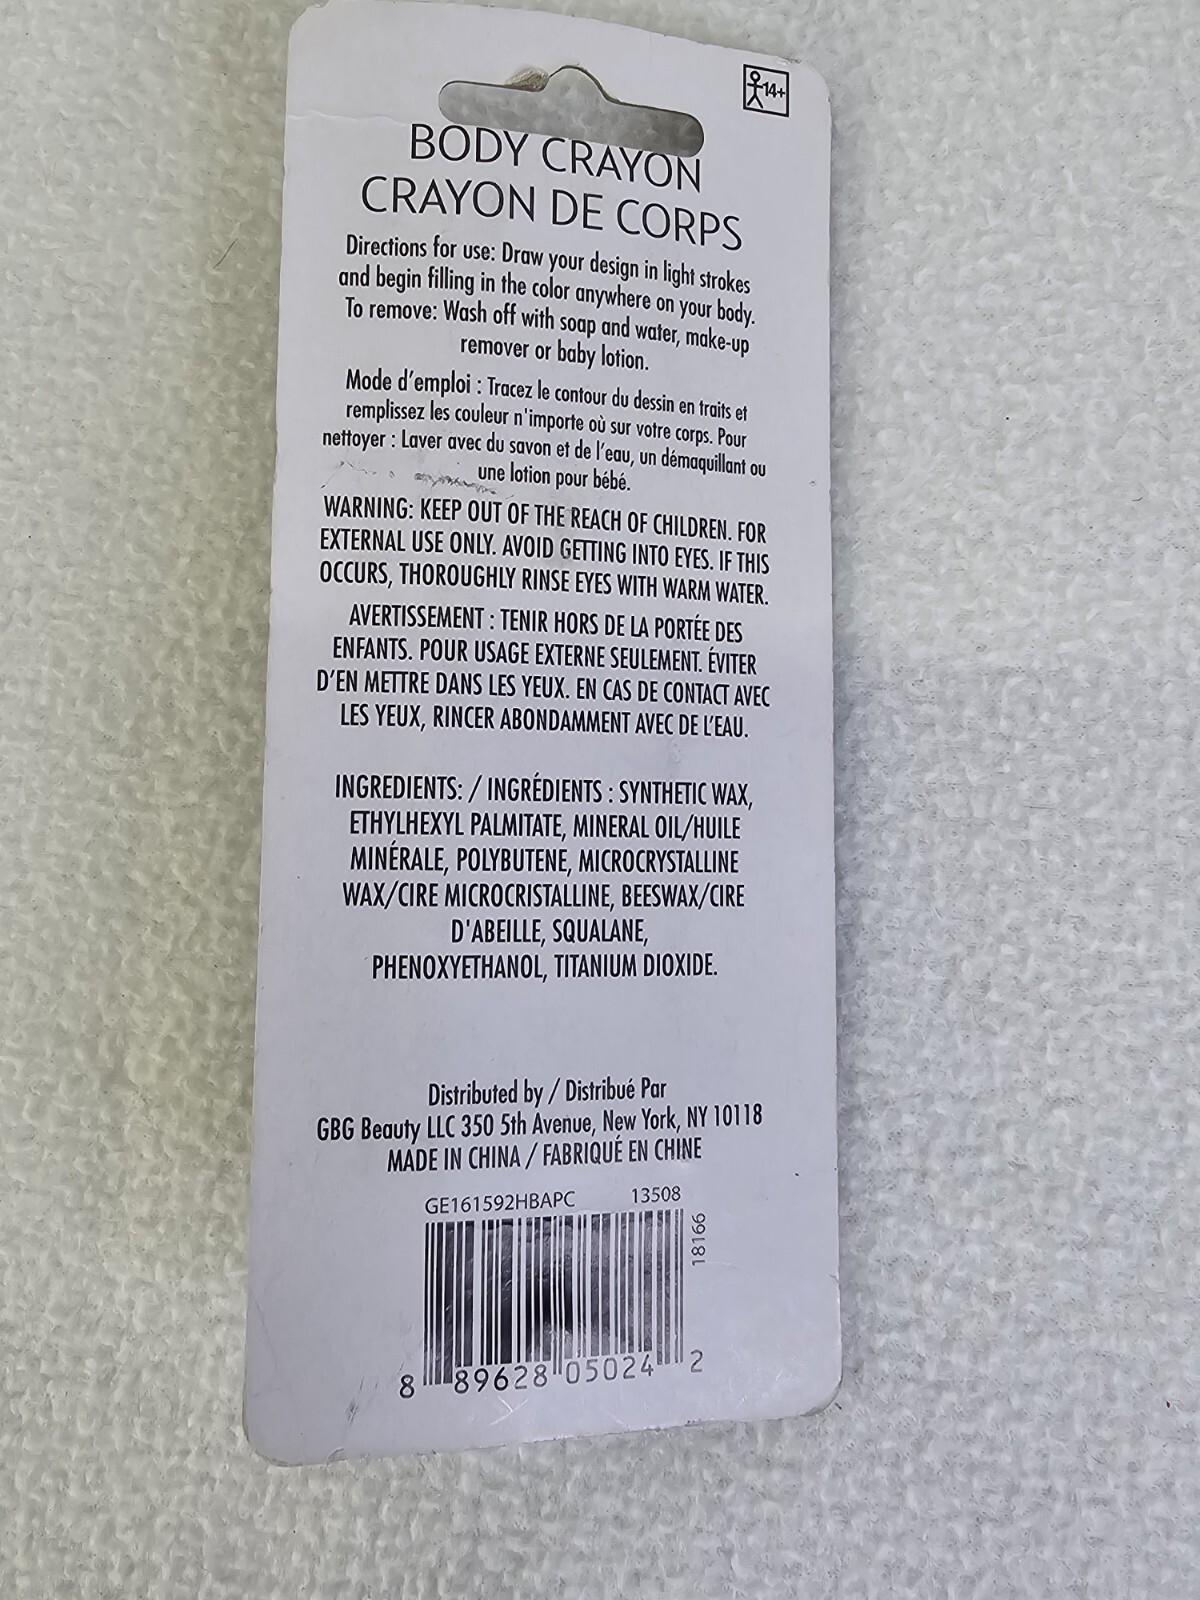 14+
BODY CRAYON
CRAYON DE CORPS
Directions for use: Draw your design in light strokes
and begin filling in the color anywhere on your body.
To remove: Wash off with soap and water, make-up
remover or baby lotion.
Mode d'emploi : Tracez le contour du dessin en traits et
remplissez les couleur n'importe où sur votre corps. Pour
nettoyer : Laver avec du savon et de l'eau, un démaquillant ou
une lotion pour bébé.
WARNING: KEEP OUT OF THE REACH OF CHILDREN. FOR
EXTERNAL USE ONLY. AVOID GETTING INTO EYES. IF THIS
OCCURS, THOROUGHLY RINSE EYES WITH WARM WATER.
AVERTISSEMENT : TENIR HORS DE LA PORTÉE DES
ENFANTS. POUR USAGE EXTERNE SEULEMENT. ÉVITER
D'EN METTRE DANS LES YEUX. EN CAS DE CONTACT AVEC
LES YEUX, RINCER ABONDAMMENT AVEC DE L'EAU.
INGREDIENTS: / INGRÉDIENTS : SYNTHETIC WAX,
ETHYLHEXYL PALMITATE, MINERAL OIL/HUILE
MINÉRALE, POLYBUTENE, MICROCRYSTALLINE
WAX/CIRE MICROCRISTALLINE, BEESWAX/CIRE
D'ABEILLE, SQUALANE,
PHENOXYETHANOL, TITANIUM DIOXIDE.
Distributed by / Distribué Par
GBG Beauty LLC 350 5th Avenue, New York, NY 10118
MADE IN CHINA / FABRIQUÉ EN CHINE
GE161592HBAPC 13508
18166
8 89628 05024 2